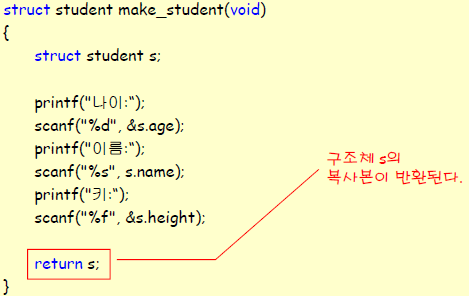 struct student make_student(void)
{
struct student s;
printf("나이:“);
scanf("%d", &s.age);
printf("이름:“);
scanf("%s", s.name);
printf("키:“);
scanf("%f", &s.height);
구조체 s의
복사본이 반환된다.
return s;
}